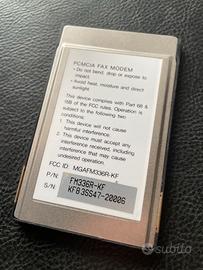 PCMCIA FAX MODEM
- Do not bend, drop or expose to
impact.
- Avoid heat, moisture and direct
sunlight.
This device complies with Part 68 &
15B of the FCC rules. Operation is
subject to the following two
conditions:
1. This device will not cause
harmful interference.
2. This device must accept any
interference received, including
interference that may cause
undesired operation.
FCC ID: MGAFM336R-KF
P/N: FM336R-KF
S/N: KF83SS47-20006
subito